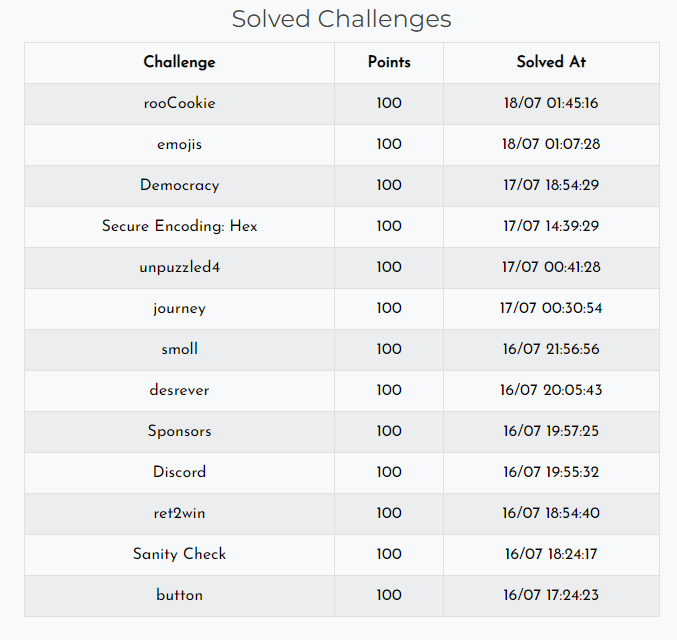 Solved Challenges
Challenge Points Solved At
rooCookie 100 18/07 01:45:16
emojis 100 18/07 01:07:28
Democracy 100 17/07 18:54:29
Secure Encoding: Hex 100 17/07 14:39:29
unpuzzled4 100 17/07 00:41:28
journey 100 17/07 00:30:54
smoll 100 16/07 21:56:56
desrever 100 16/07 20:05:43
Sponsors 100 16/07 19:57:25
Discord 100 16/07 19:55:32
ret2win 100 16/07 18:54:40
Sanity Check 100 16/07 18:24:17
button 100 16/07 17:24:23